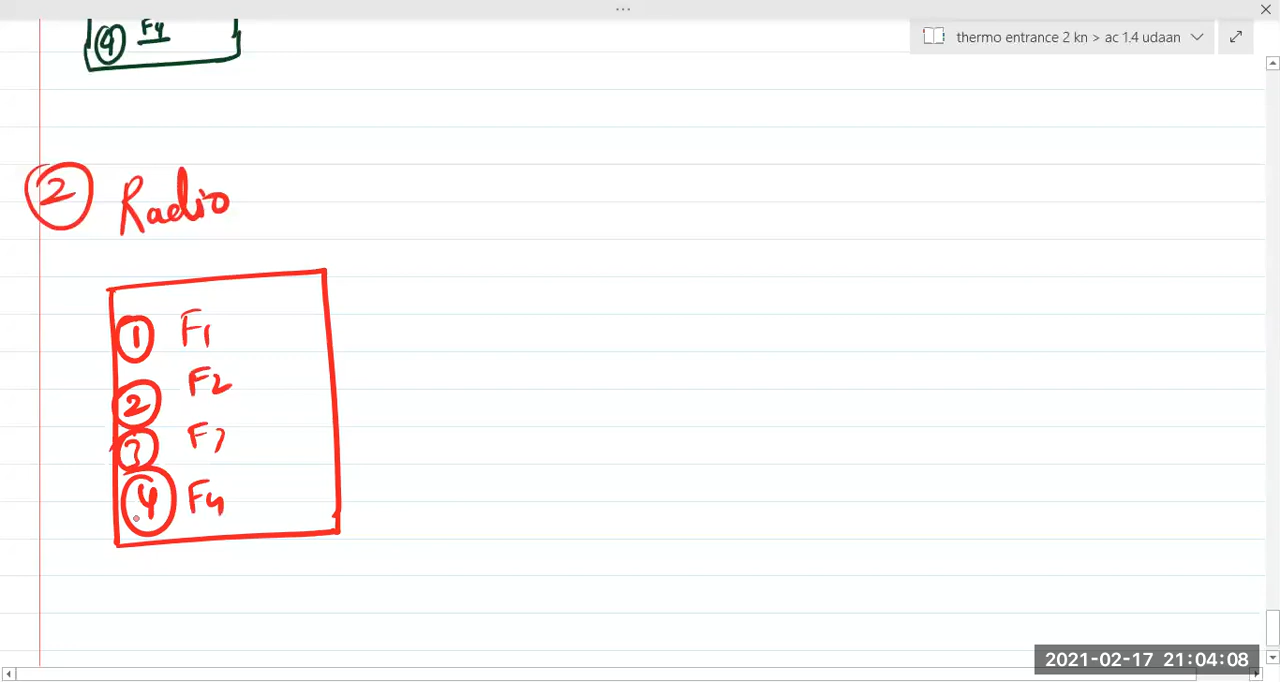 thermo entrance 2 kn > ac 1.4 udaan
④ F4
② Radio
① F1
② F2
③ F3
④ F4
2021-02-17 21:04:08